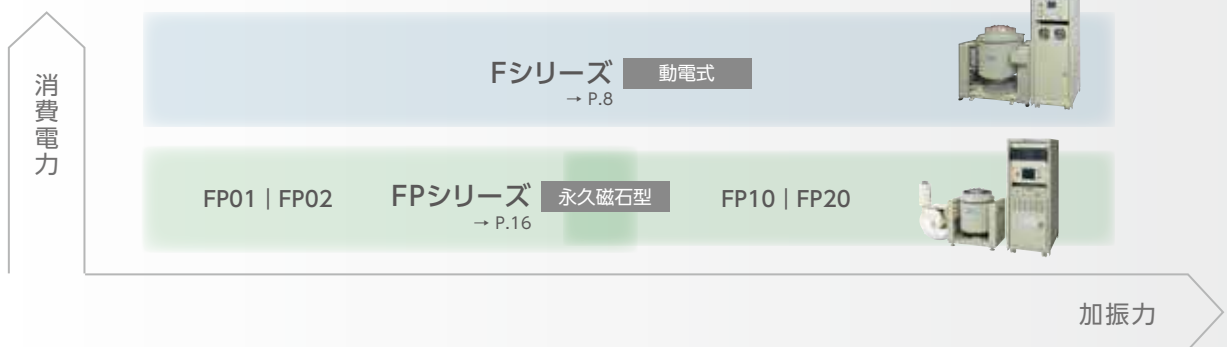 消費電力
Fシリーズ 動電式
→ P.8
FP01 | FP02 FPシリーズ 永久磁石型 FP10 | FP20
→ P.16
加振力